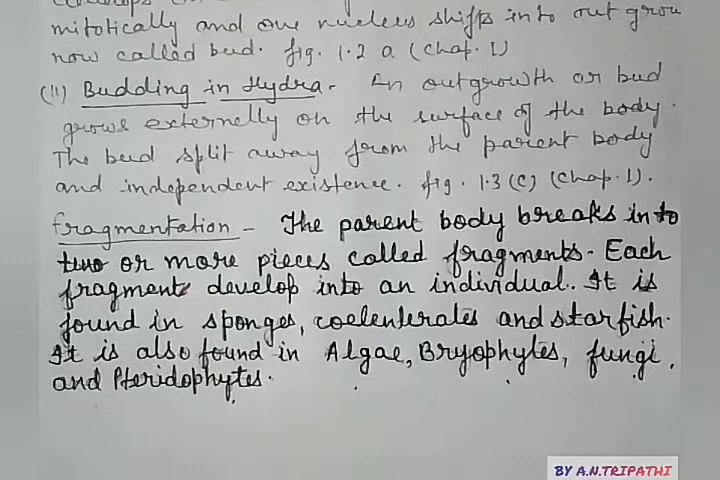 mitotically and one nucleus shifts into out grow
now called bud. fig. 1.2 a (Chap. 1)
(ii) Budding in Hydra - An outgrowth or bud
grows externelly on the surface of the body.
The bud split away from the parent body
and independent existence. fig. 1.3 (c) (Chap. 1).
fragmentation - The parent body breaks in to
two or more pieces called fragments. Each
fragment develop into an individual. It is
found in sponges, coelenterates and starfish.
It is also found in Algae, Bryophytes, fungi,
and Pteridophytes.
BY A.N.TRIPATHI